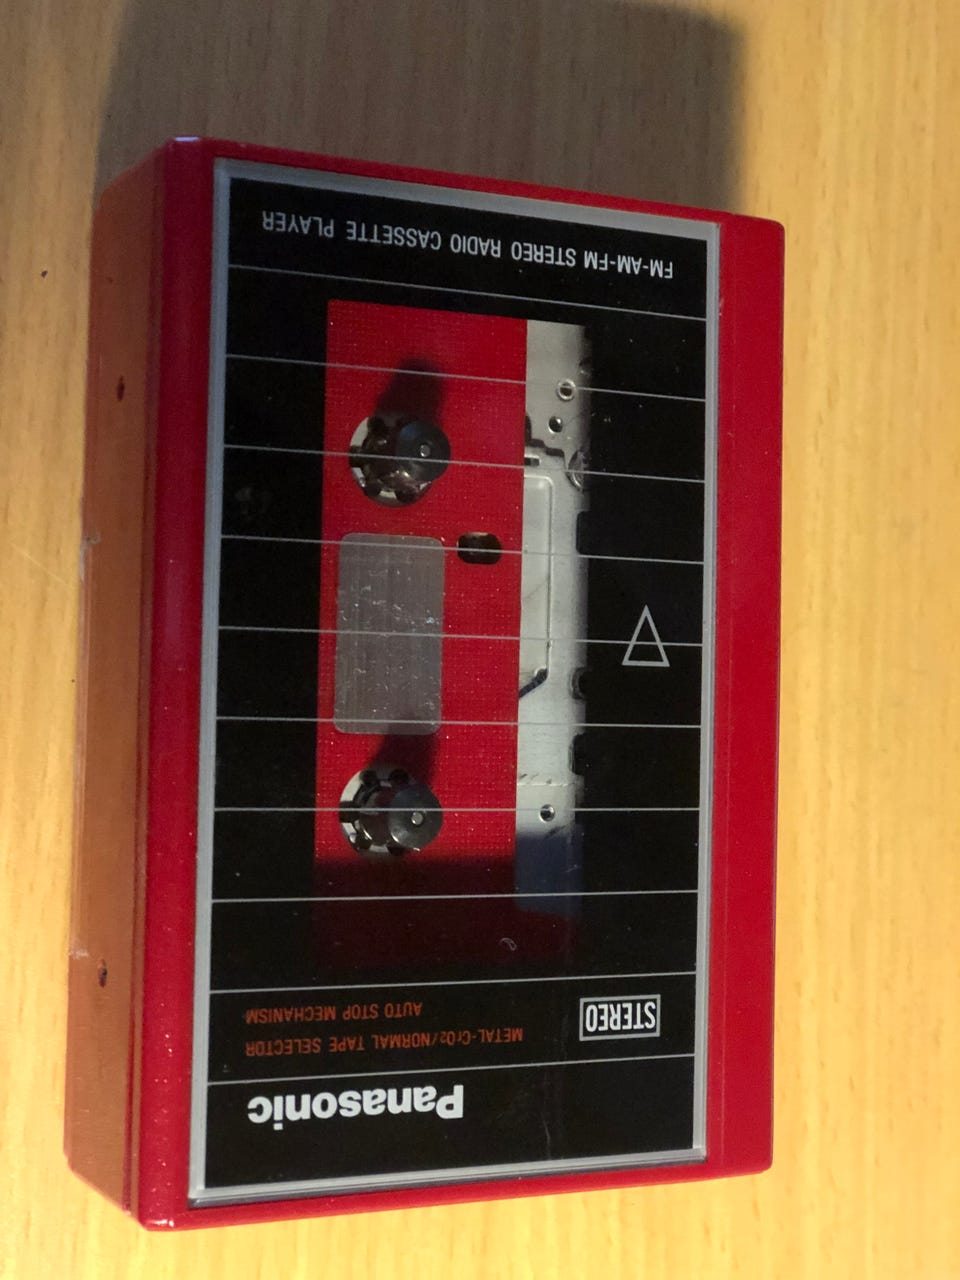 Panasonic
METAL-CrO2/NORMAL TAPE SELECTOR
AUTO STOP MECHANISM
STEREO
FM-AM-FM STEREO RADIO CASSETTE PLAYER